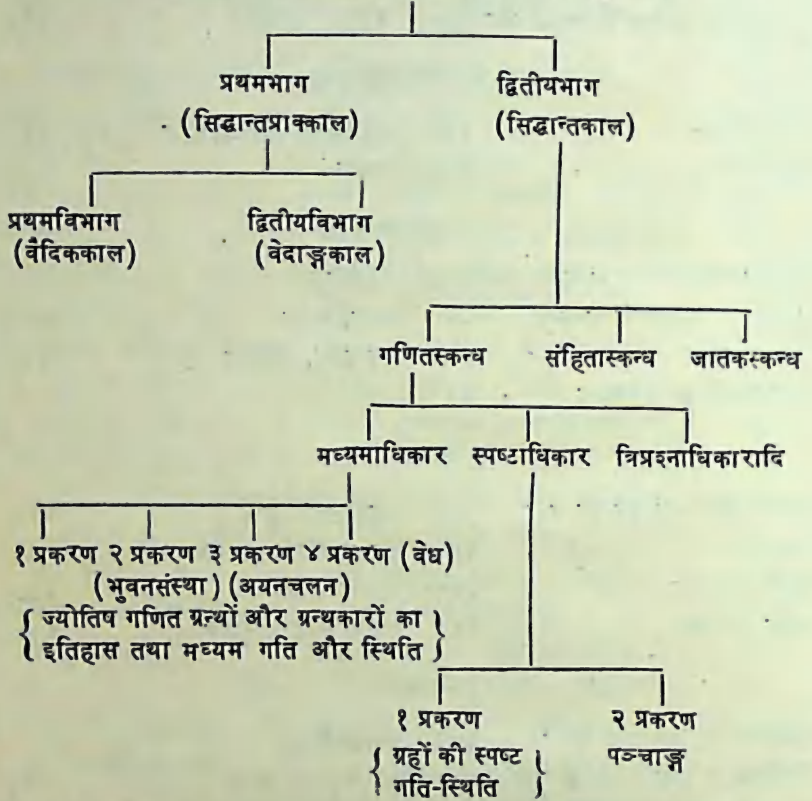 प्रथमभाग द्वितीयभाग
(सिद्धान्तप्राक्काल) (सिद्धान्तकाल)
प्रथमविभाग द्वितीयविभाग
(वैदिककाल) (वेदाङ्गकाल)
गणितस्कन्ध संहितास्कन्ध जातकस्कन्ध
मध्यमाधिकार स्पष्टाधिकार त्रिप्रश्नाधिकारादि
१ प्रकरण २ प्रकरण ३ प्रकरण ४ प्रकरण (वेध)
(भुवनसंस्था) (अयनचलन)
{ ज्योतिष गणित ग्रन्थों और ग्रन्थकारों का }
{ इतिहास तथा मध्यम गति और स्थिति }
१ प्रकरण २ प्रकरण
{ ग्रहों की स्पष्ट } पञ्चाङ्ग
{ गति-स्थिति }